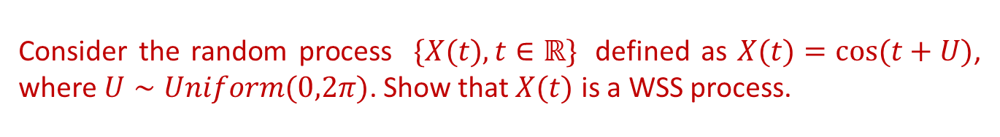 Consider the random process {X(t), t ∈ ℝ} defined as X(t) = cos(t + U),
where U ~ Uniform(0,2π). Show that X(t) is a WSS process.